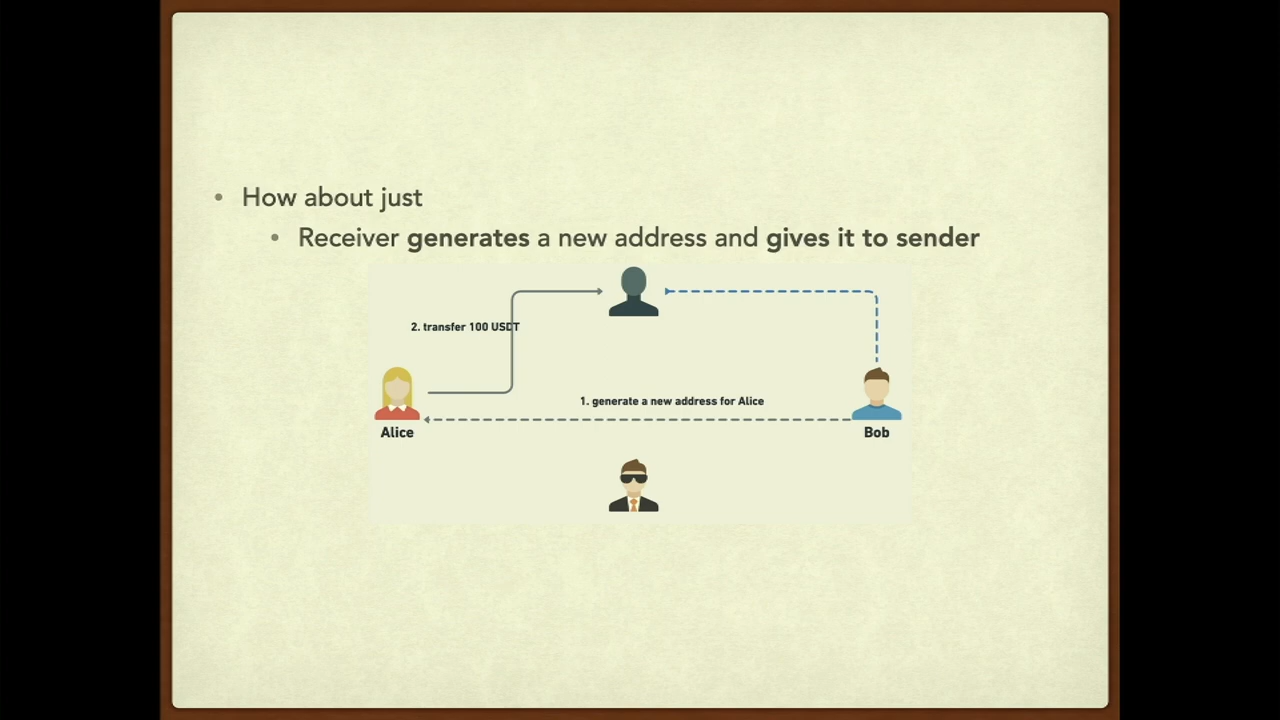 How about just
Receiver generates a new address and gives it to sender
2. transfer 100 USDT
1. generate a new address for Alice
Alice
Bob